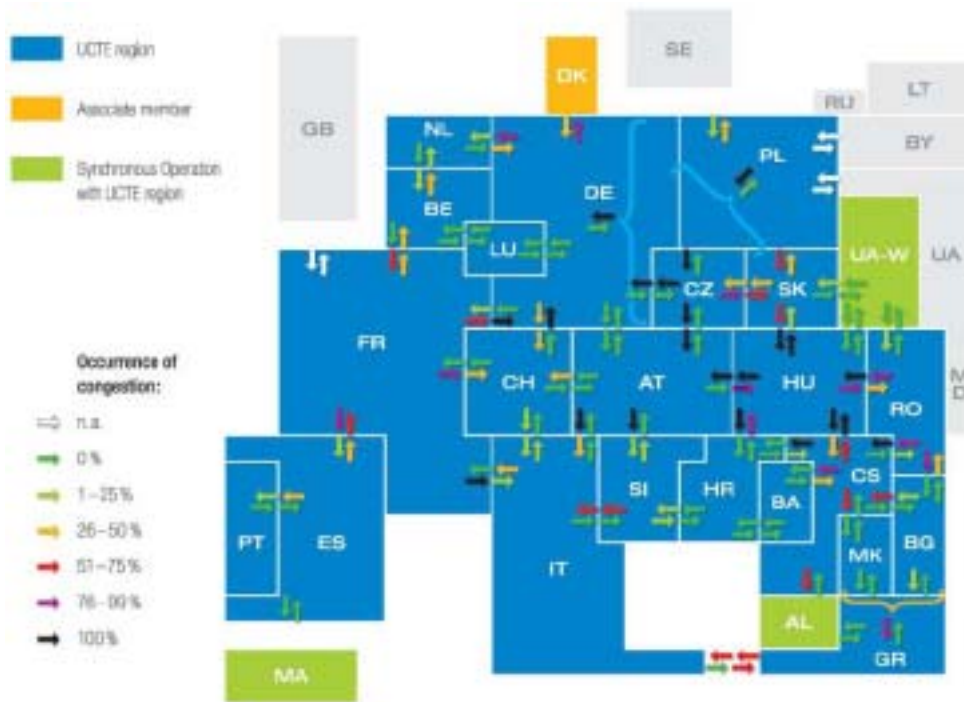 UCTE region
Associate member
Synchronous Operation
with UCTE region
GB
DK
SE
RU
LT
BY
NL
DE
PL
BE
LU
UA-W
UA
CZ
SK
FR
CH
AT
HU
RO
M
D
Occurrence of
congestion:
n.a.
0 %
1–25 %
26–50 %
51–75 %
76–99 %
100 %
PT
ES
IT
SI
HR
BA
CS
MK
BG
AL
GR
MA